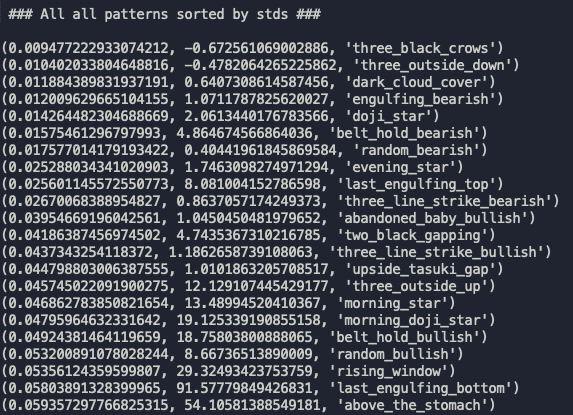 ### All all patterns sorted by stds ###
(0.009477222933074212, -0.672561069002886, 'three_black_crows')
(0.010402033804648816, -0.4782064265225862, 'three_outside_down')
(0.011884389831937191, 0.6407308614587456, 'dark_cloud_cover')
(0.012009629665104155, 1.0711787825620027, 'engulfing_bearish')
(0.014264482304688669, 2.0613440176783566, 'doji_star')
(0.01575461296797993, 4.864674566864036, 'belt_hold_bearish')
(0.017577014179193422, 0.40441961845869584, 'random_bearish')
(0.025288034341020903, 1.7463098274971294, 'evening_star')
(0.025601145572550773, 8.081004152786598, 'last_engulfing_top')
(0.02670068388954827, 0.8637057174249373, 'three_line_strike_bearish')
(0.03954669196042561, 1.0450450481979652, 'abandoned_baby_bullish')
(0.04186387456974502, 4.7435367310216785, 'two_black_gapping')
(0.0437343254118372, 1.1862658739108063, 'three_line_strike_bullish')
(0.044798803006387555, 1.0101863205708517, 'upside_tasuki_gap')
(0.045745022091900275, 12.129107445429177, 'three_outside_up')
(0.046862783850821654, 13.48994520410367, 'morning_star')
(0.04795964632331642, 19.125339190855158, 'morning_doji_star')
(0.04924381464119659, 18.75803800888065, 'belt_hold_bullish')
(0.053200891078028244, 8.66736513890009, 'random_bullish')
(0.05356124359599807, 29.32493423753759, 'rising_window')
(0.05803891328399965, 91.57779849426831, 'last_engulfing_bottom')
(0.059357297766825315, 54.10581388549181, 'above_the_stomach')